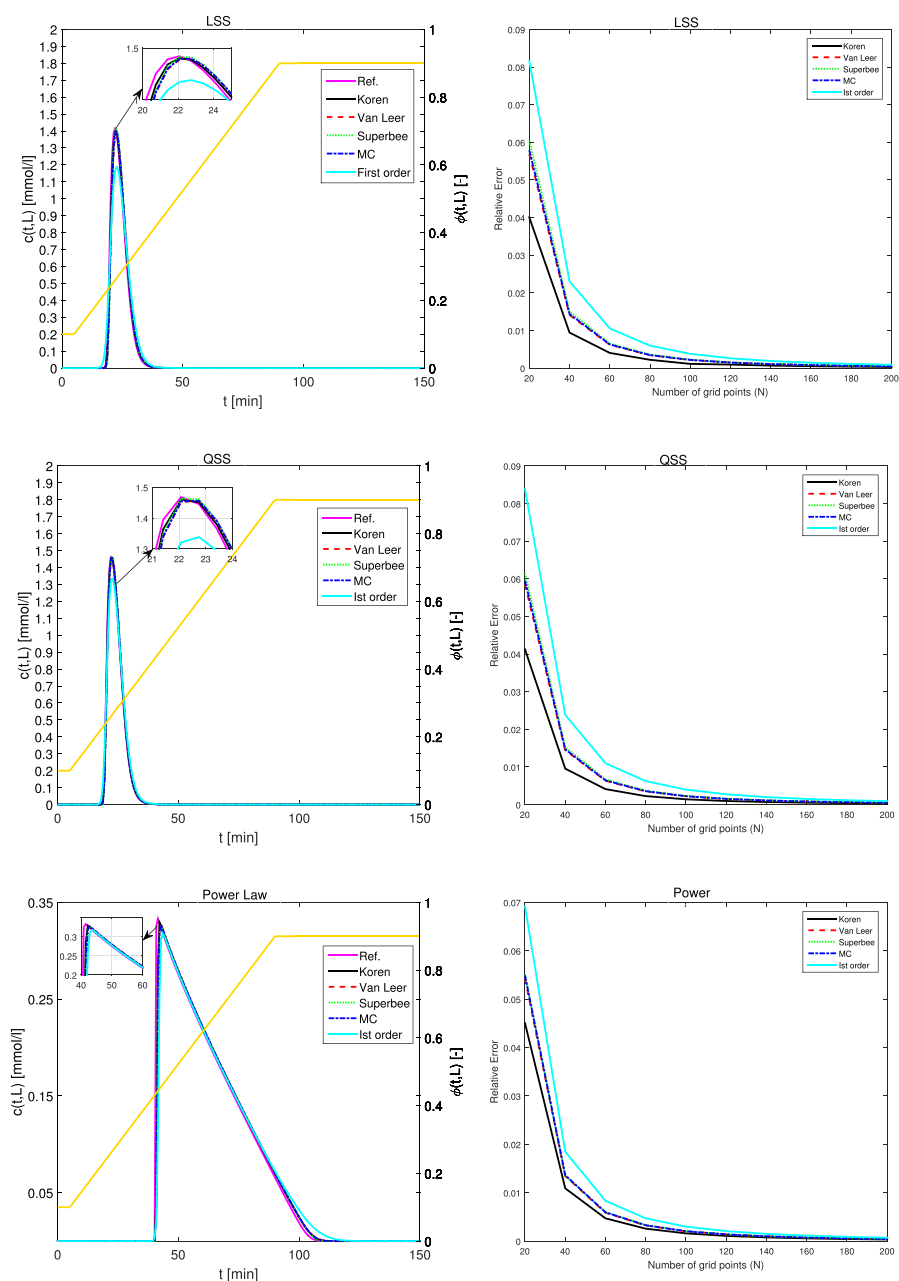 LSS
c(t,L) [mmol/l]
2
1.9
1.8
1.7
1.6
1.5
1.4
1.3
1.2
1.1
1
0.9
0.8
0.7
0.6
0.5
0.4
0.3
0.2
0.1
0
1.5
20 22 24
Ref.
Koren
Van Leer
Superbee
MC
First order
1
0.8
0.6
0.4
0.2
0
ϕ(t,L) [-]
0 50 100 150
t [min]
LSS
Relative Error
0.09
0.08
0.07
0.06
0.05
0.04
0.03
0.02
0.01
0
Koren
Van Leer
Superbee
MC
Ist order
20 40 60 80 100 120 140 160 180 200
Number of grid points (N)
QSS
c(t,L) [mmol/l]
2
1.9
1.8
1.7
1.6
1.5
1.4
1.3
1.2
1.1
1
0.9
0.8
0.7
0.6
0.5
0.4
0.3
0.2
0.1
0
1.5
1.4
1.3
21 22 23 24
Ref.
Koren
Van Leer
Superbee
MC
Ist order
1
0.8
0.6
0.4
0.2
0
ϕ(t,L) [-]
0 50 100 150
t [min]
QSS
Relative Error
0.09
0.08
0.07
0.06
0.05
0.04
0.03
0.02
0.01
0
Koren
Van Leer
Superbee
MC
Ist order
20 40 60 80 100 120 140 160 180 200
Number of grid points (N)
Power Law
c(t,L) [mmol/l]
0.35
0.25
0.15
0.05
0.3
0.2
40 50 60
Ref.
Koren
Van Leer
Superbee
MC
Ist order
1
0.8
0.6
0.4
0.2
0
ϕ(t,L) [-]
0 50 100 150
t [min]
Power
Relative Error
0.07
0.06
0.05
0.04
0.03
0.02
0.01
0
Koren
Van Leer
Superbee
MC
Ist order
20 40 60 80 100 120 140 160 180 200
Number of grid points (N)